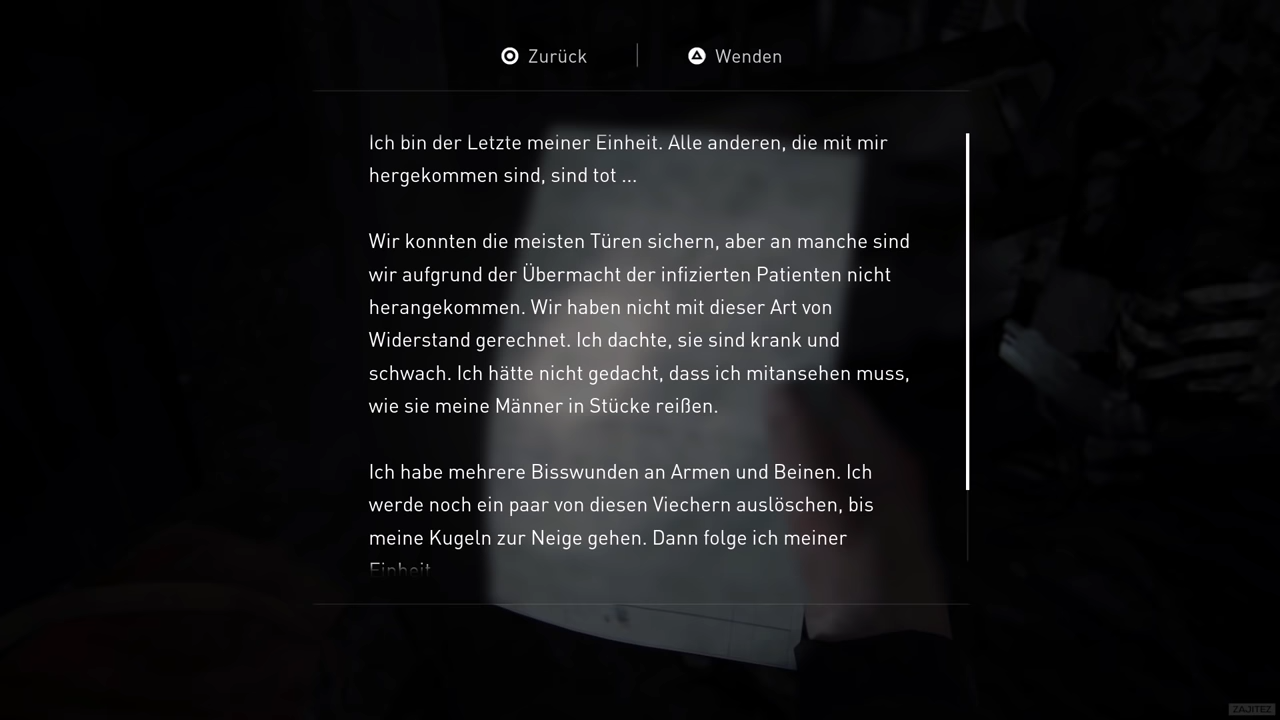 Zurück
Wenden
Ich bin der Letzte meiner Einheit. Alle anderen, die mit mir
hergekommen sind, sind tot ...
Wir konnten die meisten Türen sichern, aber an manche sind
wir aufgrund der Übermacht der infizierten Patienten nicht
herangekommen. Wir haben nicht mit dieser Art von
Widerstand gerechnet. Ich dachte, sie sind krank und
schwach. Ich hätte nicht gedacht, dass ich mitansehen muss,
wie sie meine Männer in Stücke reißen.
Ich habe mehrere Bisswunden an Armen und Beinen. Ich
werde noch ein paar von diesen Viechern auslöschen, bis
meine Kugeln zur Neige gehen. Dann folge ich meiner
Einheit
ZAJITEZ